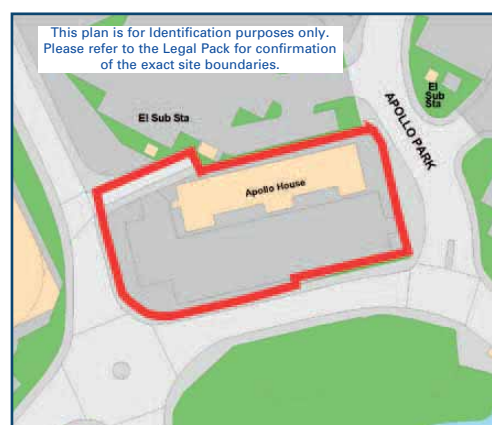 This plan is for Identification purposes only.
Please refer to the Legal Pack for confirmation
of the exact site boundaries.
El Sub Sta
El
Sub
Sta
APOLLO PARK
Apollo House